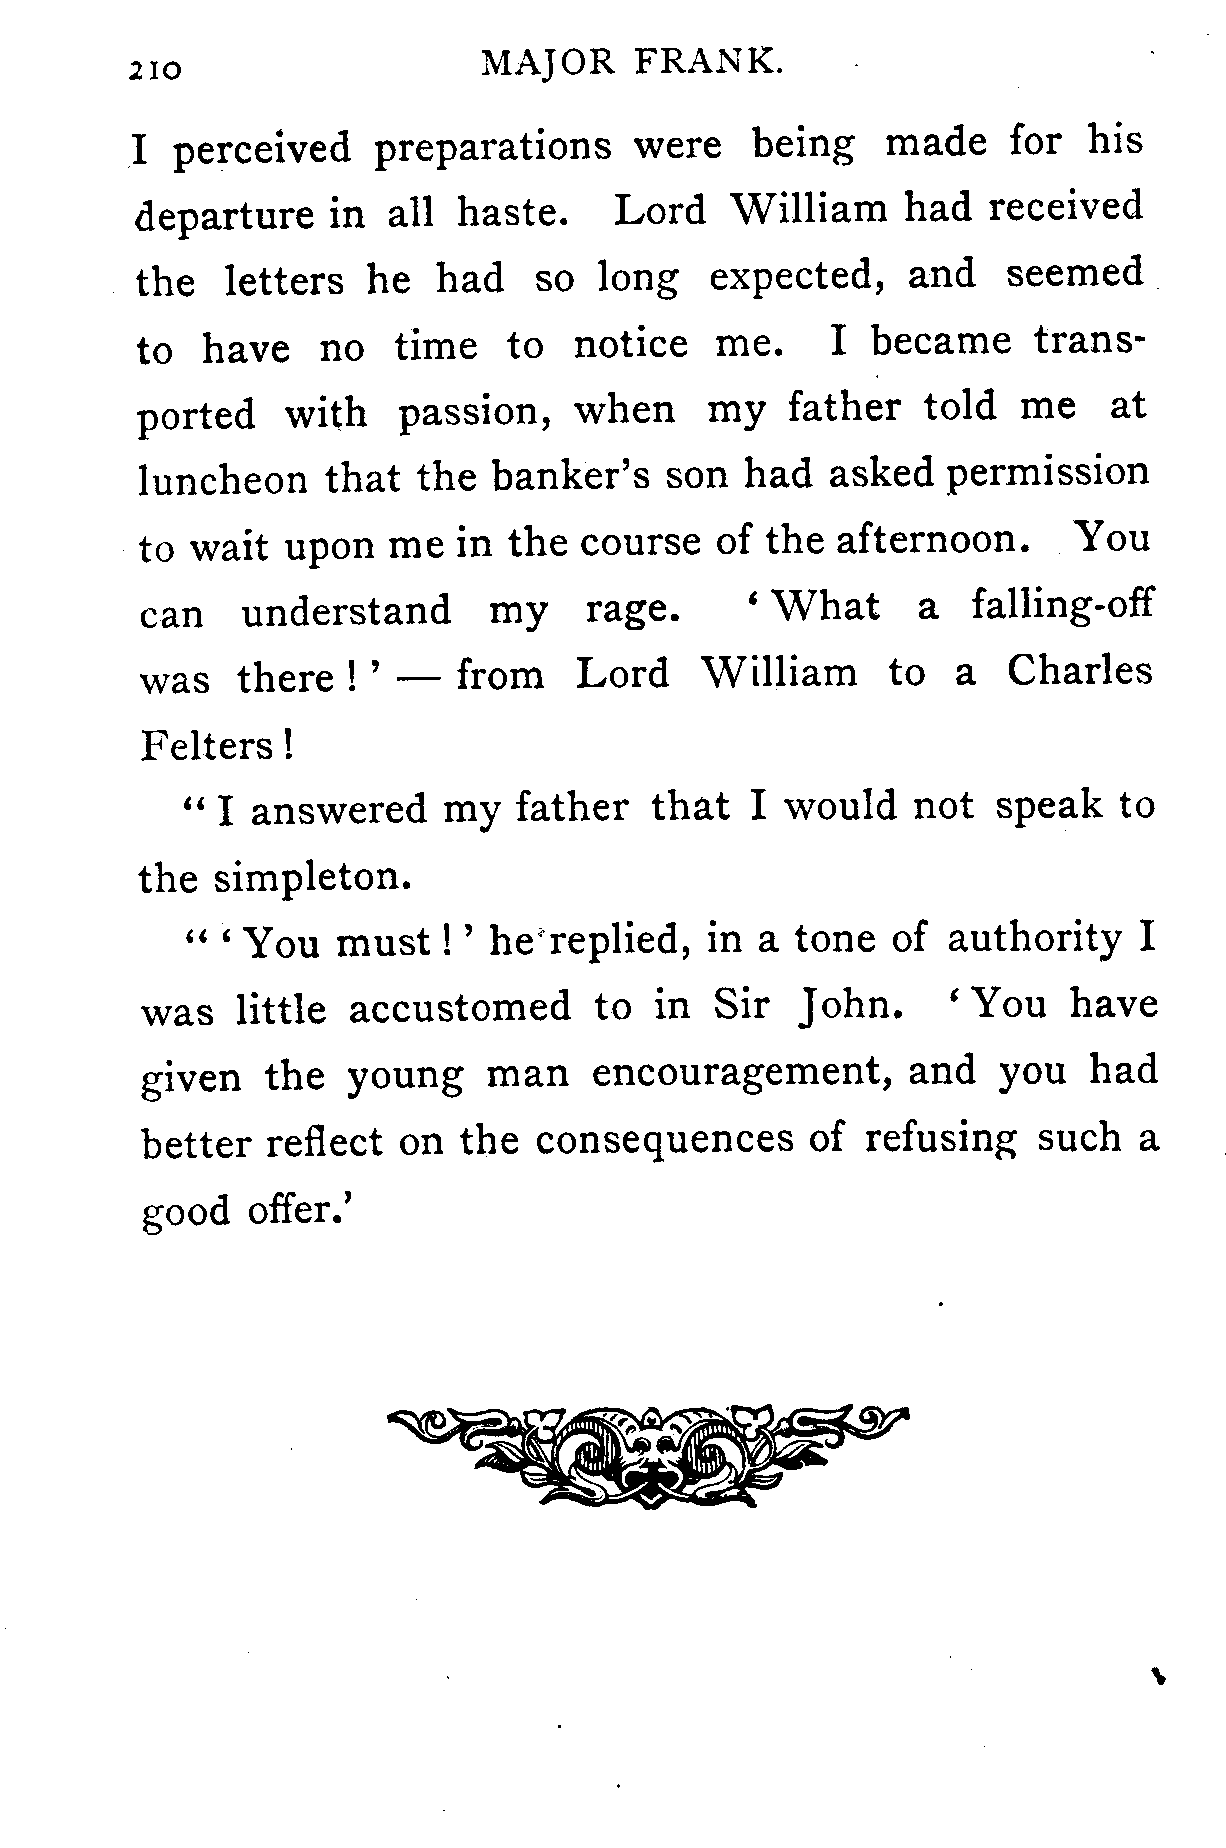 210 MAJOR FRANK.
I perceived preparations were being made for his
departure in all haste. Lord William had received
the letters he had so long expected, and seemed
to have no time to notice me. I became trans-
ported with passion, when my father told me at
luncheon that the banker's son had asked permission
to wait upon me in the course of the afternoon. You
can understand my rage. ‘What a falling-off
was there!’ — from Lord William to a Charles
Felters!
“I answered my father that I would not speak to
the simpleton.
“‘You must!’ he replied, in a tone of authority I
was little accustomed to in Sir John. ‘You have
given the young man encouragement, and you had
better reflect on the consequences of refusing such a
good offer.’